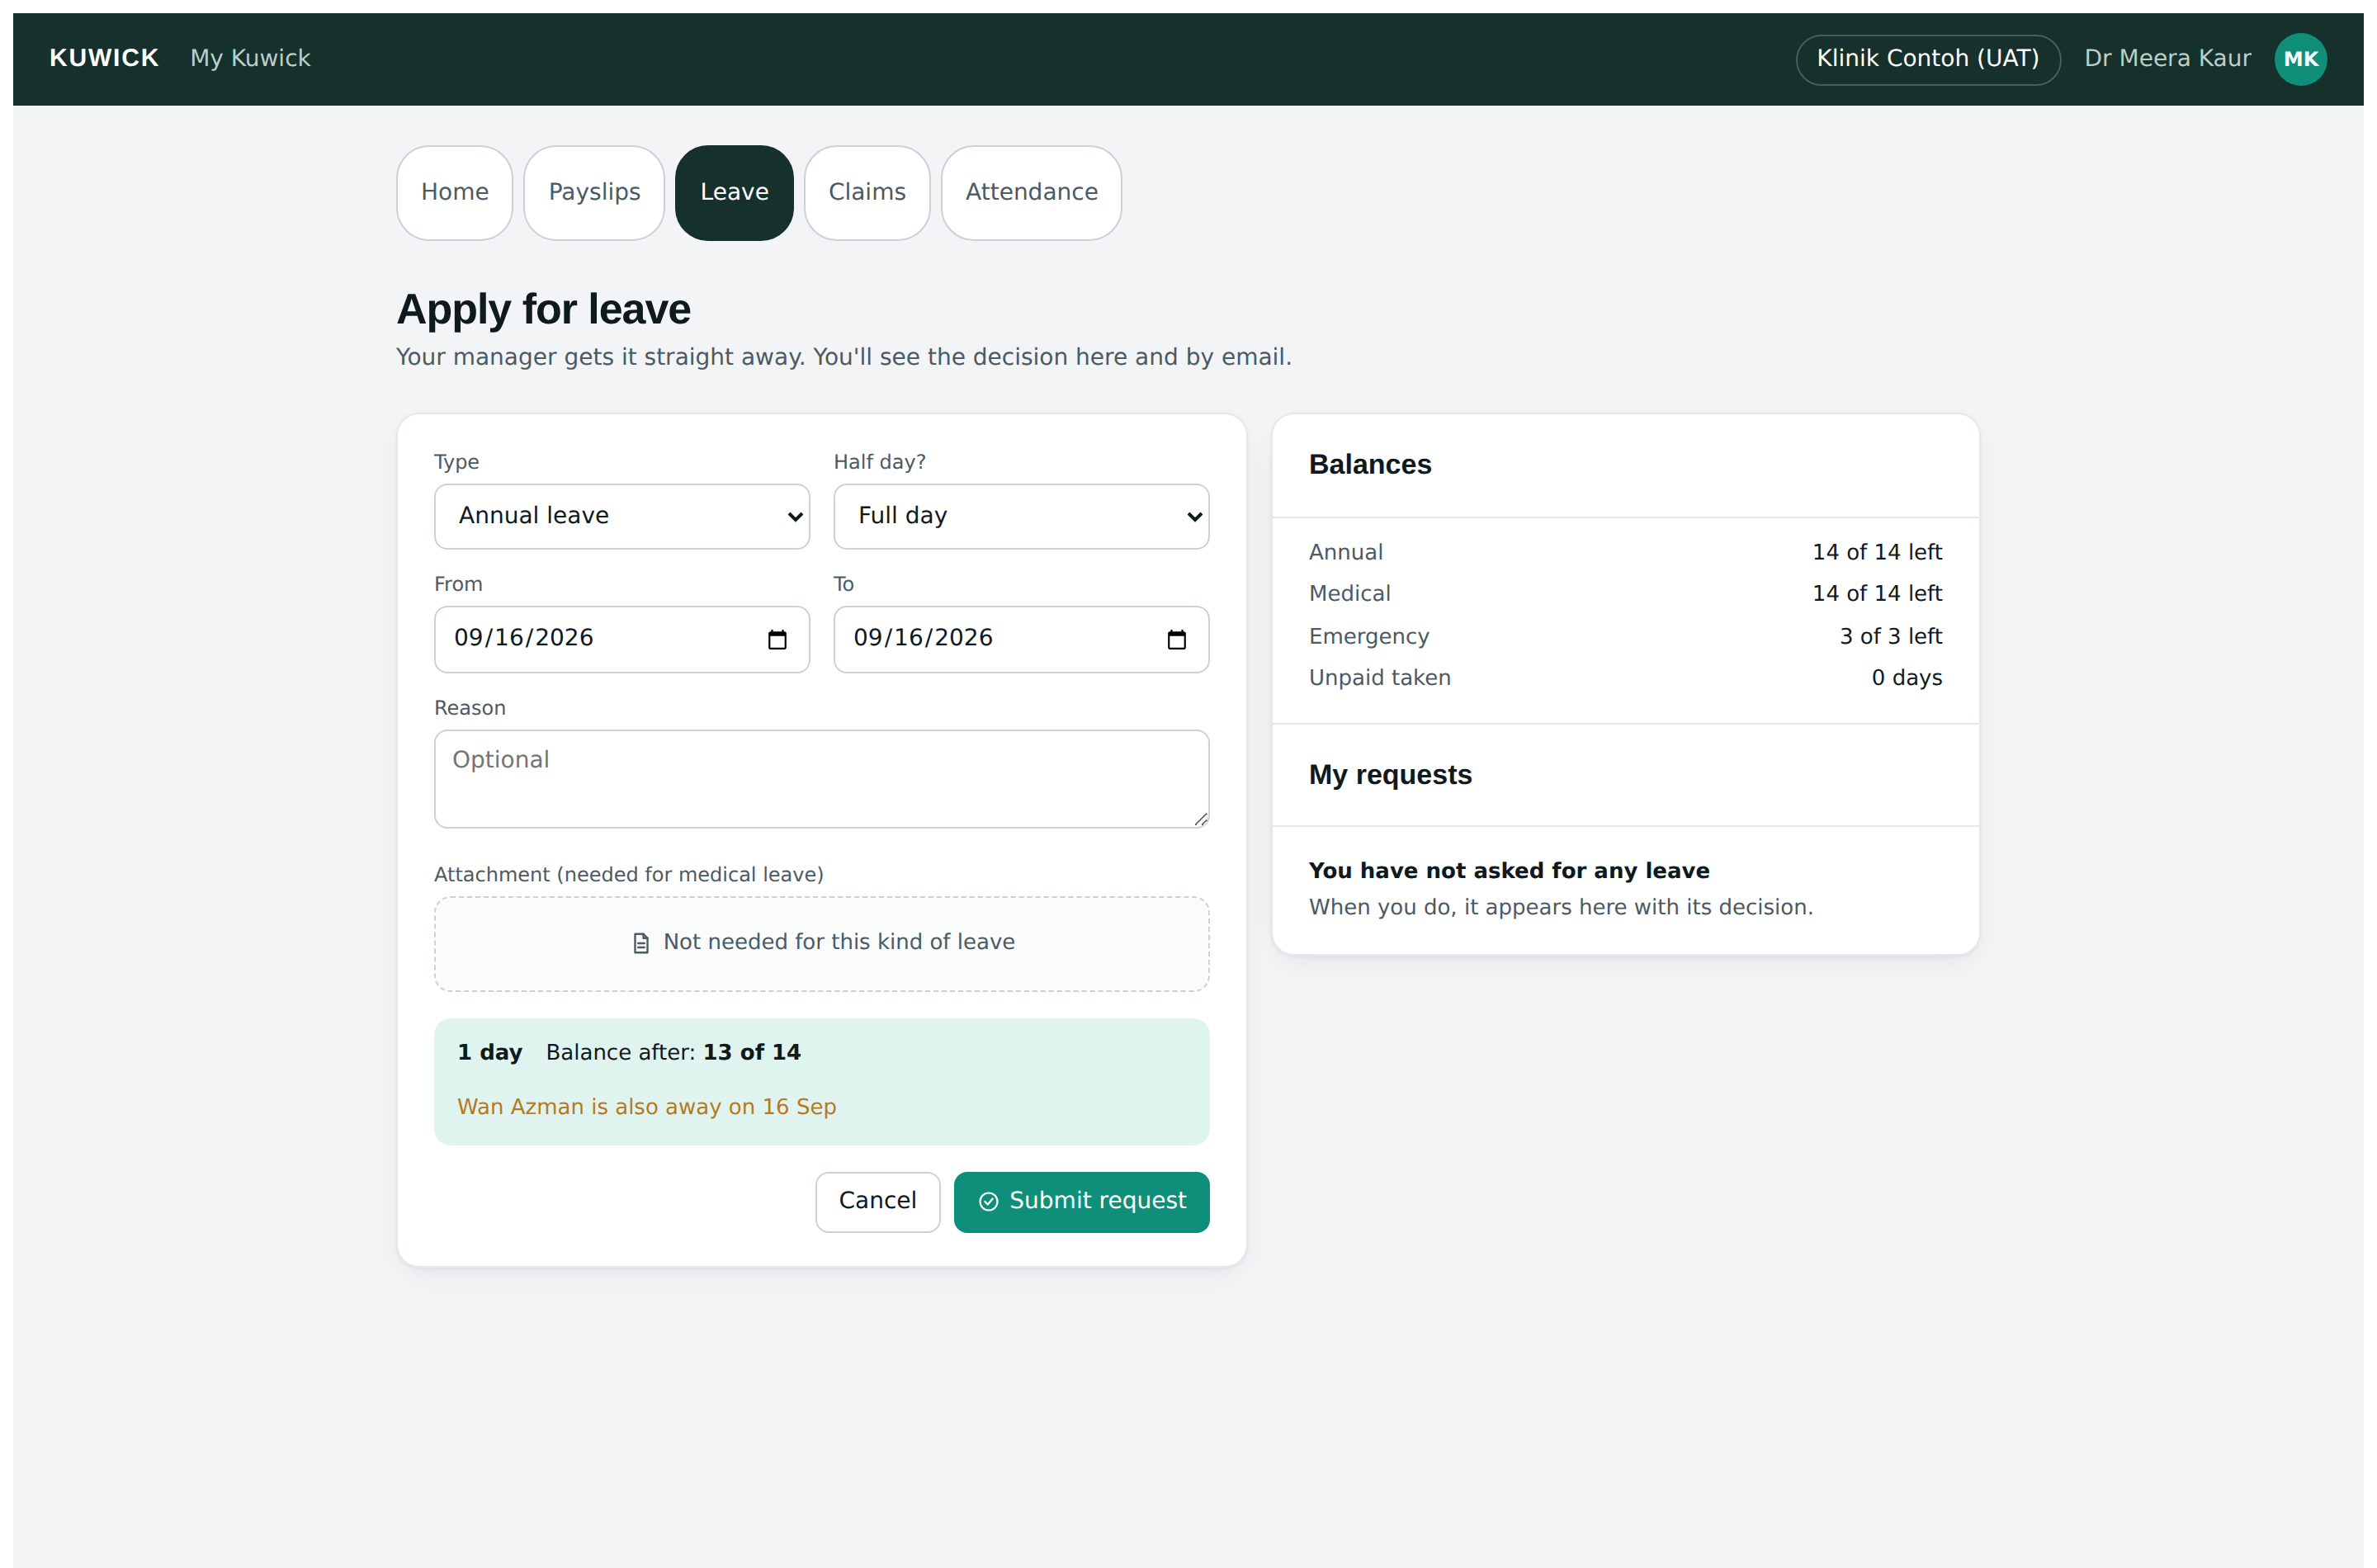 KUWICK My Kuwick Klinik Contoh (UAT) Dr Meera Kaur MK
Home Payslips Leave Claims Attendance
Apply for leave
Your manager gets it straight away. You'll see the decision here and by email.
Type Half day?
Annual leave Full day
From To
09/16/2026 09/16/2026
Reason
Optional
Attachment (needed for medical leave)
Not needed for this kind of leave
1 day Balance after: 13 of 14
Wan Azman is also away on 16 Sep
Cancel Submit request
Balances
Annual 14 of 14 left
Medical 14 of 14 left
Emergency 3 of 3 left
Unpaid taken 0 days
My requests
You have not asked for any leave
When you do, it appears here with its decision.